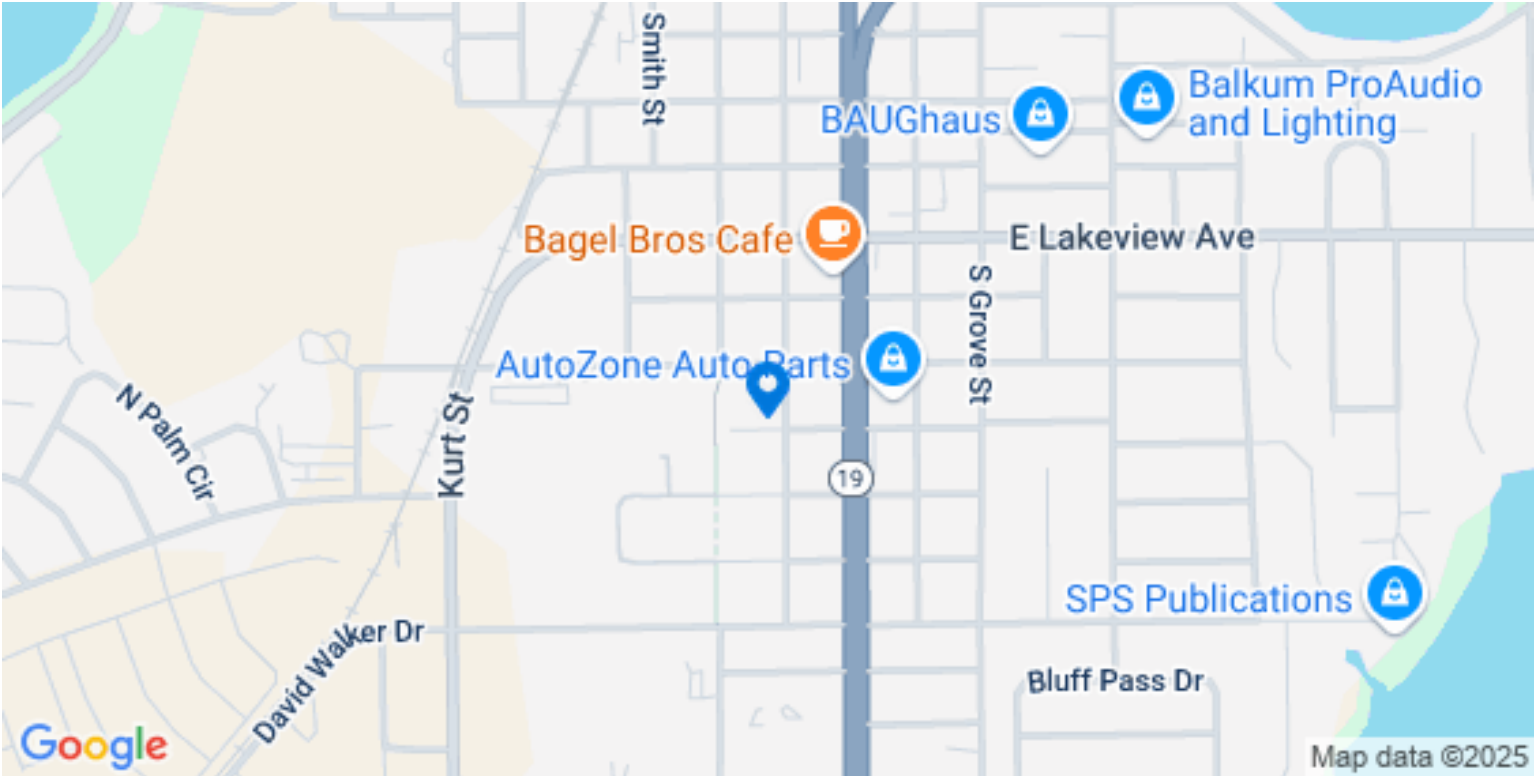 Smith St
Balkum ProAudio
and Lighting
BAUGhaus
Bagel Bros Cafe
E Lakeview Ave
S Grove St
AutoZone Auto Parts
N Palm Cir
Kurt St
19
SPS Publications
David Walker Dr
Bluff Pass Dr
Google
Map data ©2025